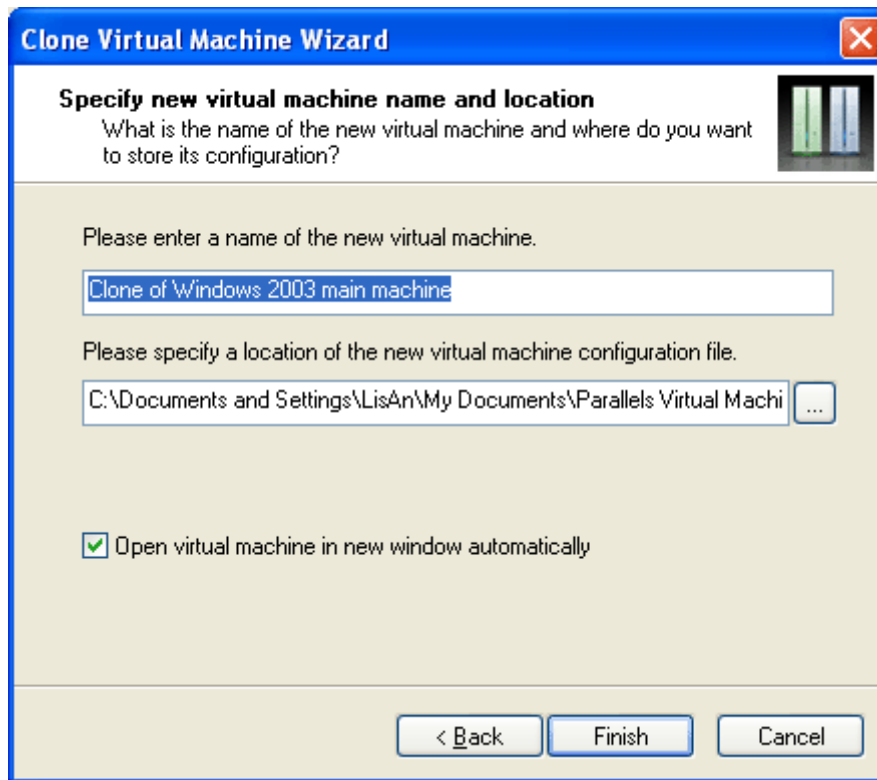 Clone Virtual Machine Wizard
Specify new virtual machine name and location
What is the name of the new virtual machine and where do you want
to store its configuration?
Please enter a name of the new virtual machine.
Clone of Windows 2003 main machine
Please specify a location of the new virtual machine configuration file.
C:\Documents and Settings\LisAn\My Documents\Parallels Virtual Machi
...
Open virtual machine in new window automatically
< Back Finish Cancel